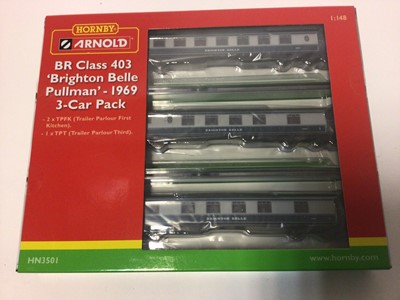 HORNBY
ARNOLD
1:148
BR Class 403
'Brighton Belle
Pullman' - 1969
3-Car Pack
- 2 x TPFK (Trailer Parlour First
Kitchen).
- 1 x TPT (Trailer Parlour Third).
BRIGHTON BELLE
BRIGHTON BELLE
BRIGHTON BELLE
HN3501
www.hornby.com